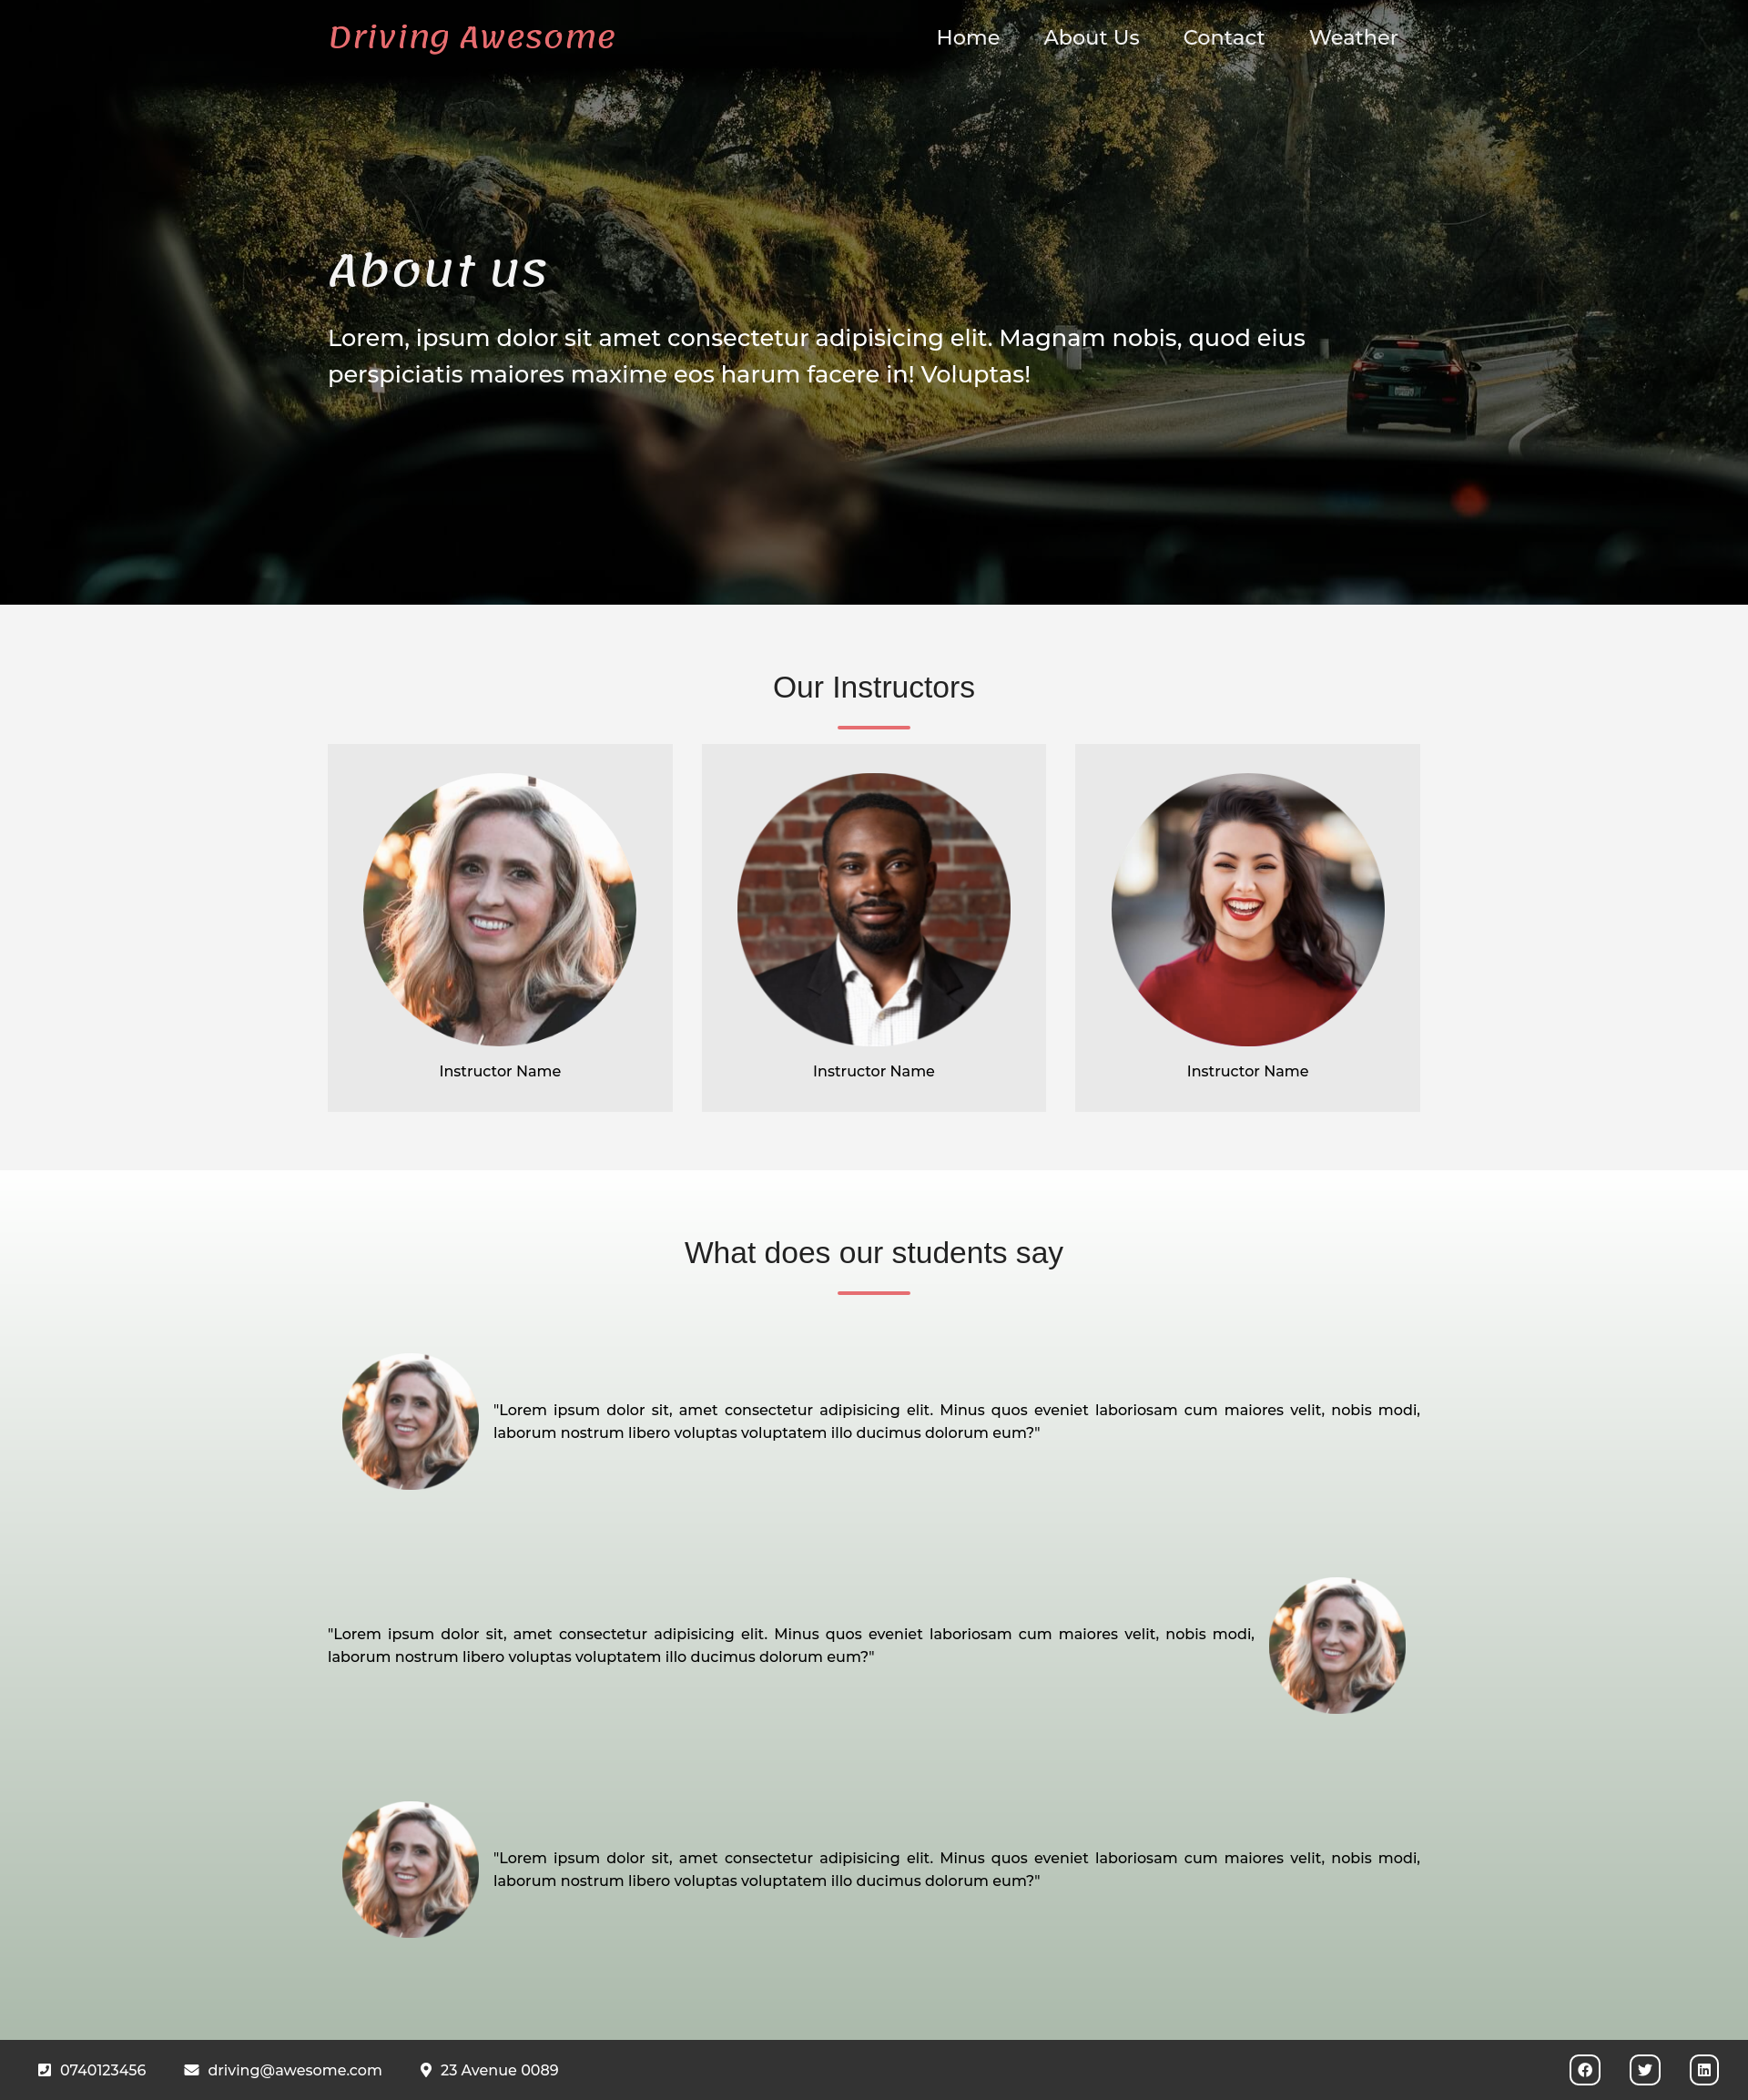 Driving Awesome
Home About Us Contact Weather
About us
Lorem, ipsum dolor sit amet consectetur adipisicing elit. Magnam nobis, quod eius
perspiciatis maiores maxime eos harum facere in! Voluptas!
Our Instructors
Instructor Name
Instructor Name
Instructor Name
What does our students say
"Lorem ipsum dolor sit, amet consectetur adipisicing elit. Minus quos eveniet laboriosam cum maiores velit, nobis modi,
laborum nostrum libero voluptas voluptatem illo ducimus dolorum eum?"
"Lorem ipsum dolor sit, amet consectetur adipisicing elit. Minus quos eveniet laboriosam cum maiores velit, nobis modi,
laborum nostrum libero voluptas voluptatem illo ducimus dolorum eum?"
"Lorem ipsum dolor sit, amet consectetur adipisicing elit. Minus quos eveniet laboriosam cum maiores velit, nobis modi,
laborum nostrum libero voluptas voluptatem illo ducimus dolorum eum?"
0740123456 driving@awesome.com 23 Avenue 0089